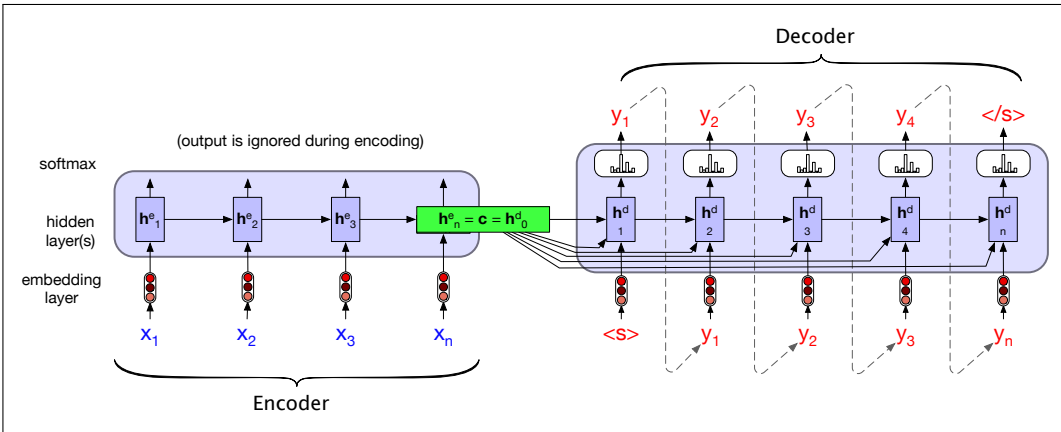 Decoder
y1 y2 y3 y4 </s>
(output is ignored during encoding)
softmax
hidden
layer(s)
he1 he2 he3 hen = c = hd0 hd1 hd2 hd3 hd4 hdn
embedding
layer
x1 x2 x3 xn <s> y1 y2 y3 yn
Encoder